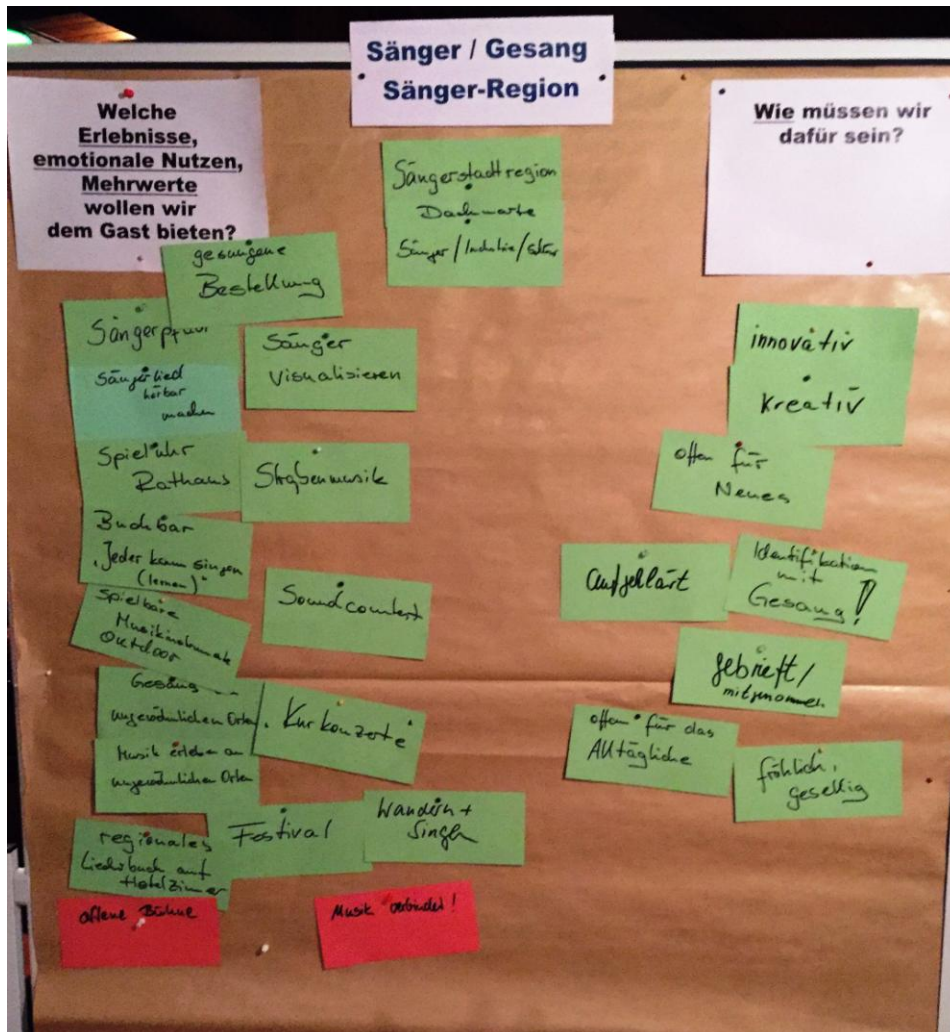 Sänger / Gesang
Sänger-Region
Welche
Erlebnisse,
emotionale Nutzen,
Mehrwerte
wollen wir
dem Gast bieten?
Wie müssen wir
dafür sein?
Sängerstadtregion
Dachmarke
Sänger/Industrie/
gesungene
Bestellung
Sänger
hörbar
machen
Sänger
Visualisieren
Spieluhr
Rathaus
Straßenmusik
Buchbar
„Jeder kann singen
(lernen)"
Spielbare
Outdoor
Soundcontest
Gesang
ungewöhnlichen Orten
Kurkonzerte
Musik erleben an
ungewöhnlichen Orten
regionales
Liederbuch auf
Hotelzimmer
Festival
Wandern +
Singen
offene Bühne
Musik verbindet!
innovativ
kreativ
offen für
Neues
aufgeklärt
Identifikation
mit
Gesang!
gebrieft/
mitgenommen
offen für das
Alltägliche
fröhlich,
gesellig